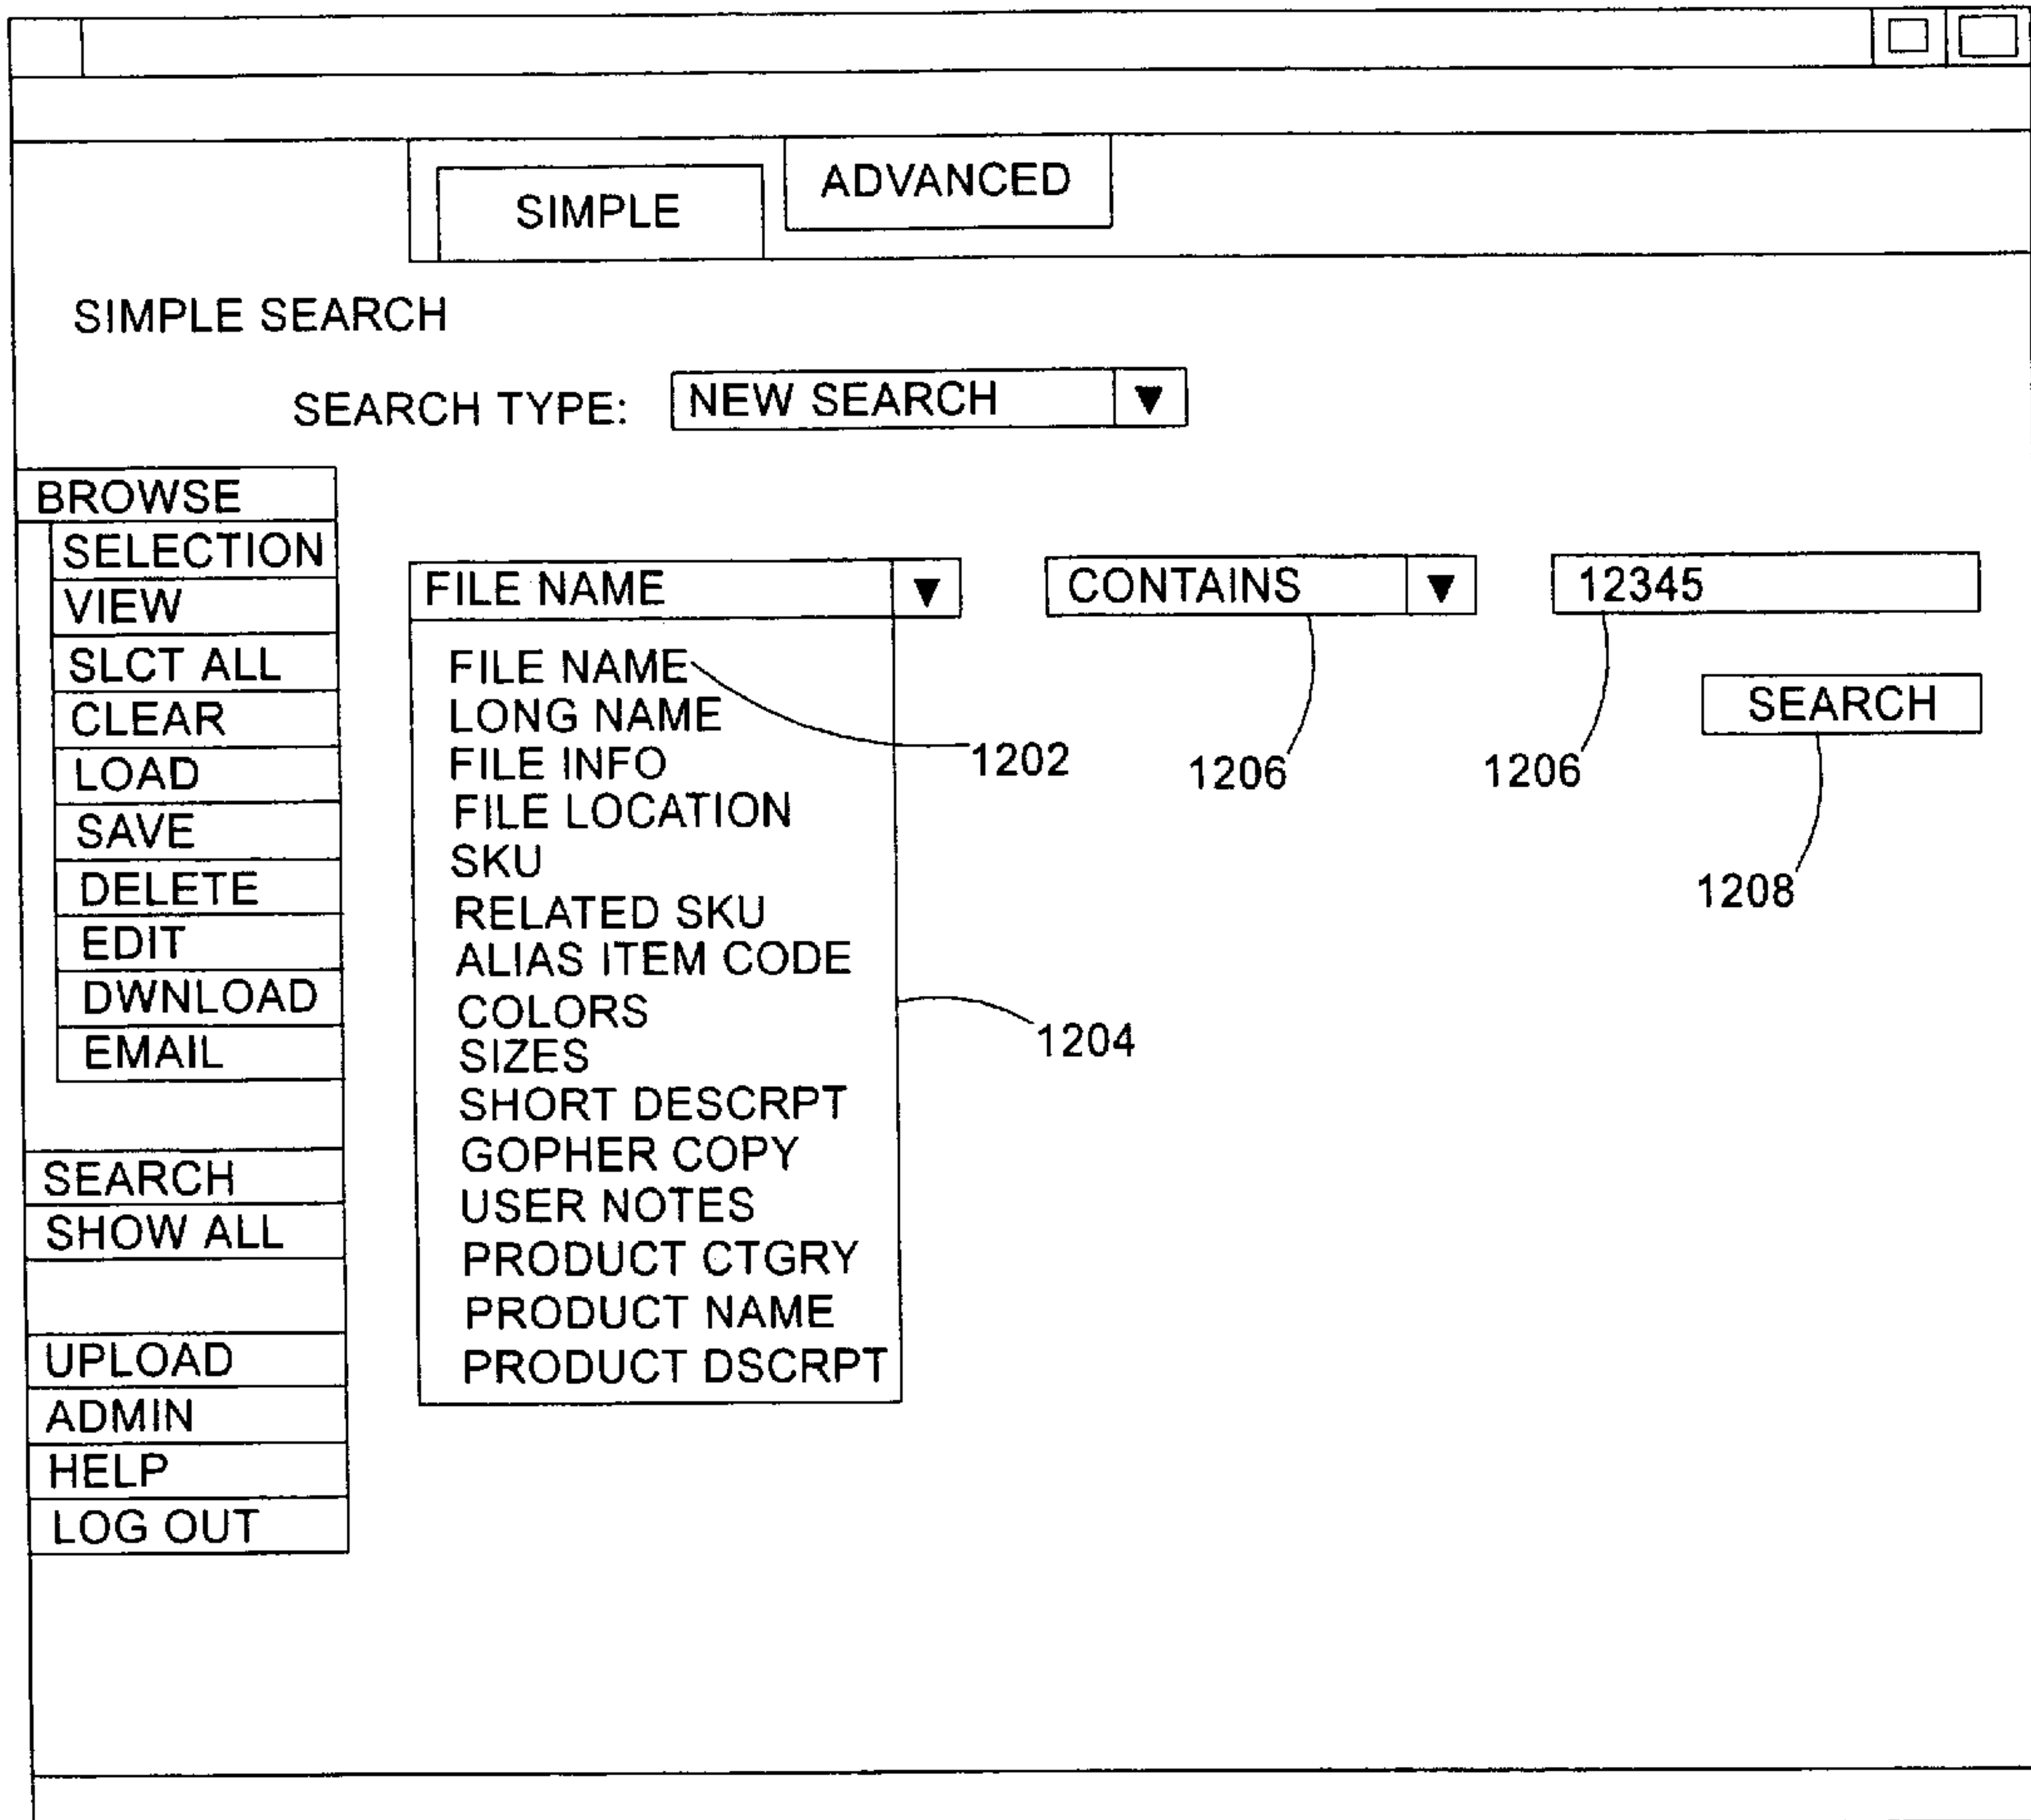 SIMPLE
ADVANCED
SIMPLE SEARCH
SEARCH TYPE: NEW SEARCH
BROWSE
SELECTION
VIEW
SLCT ALL
CLEAR
LOAD
SAVE
DELETE
EDIT
DWNLOAD
EMAIL
SEARCH
SHOW ALL
UPLOAD
ADMIN
HELP
LOG OUT
FILE NAME
FILE NAME
LONG NAME
FILE INFO
FILE LOCATION
SKU
RELATED SKU
ALIAS ITEM CODE
COLORS
SIZES
SHORT DESCRPT
GOPHER COPY
USER NOTES
PRODUCT CTGRY
PRODUCT NAME
PRODUCT DSCRPT
CONTAINS
12345
SEARCH
1202
1206
1206
1208
1204